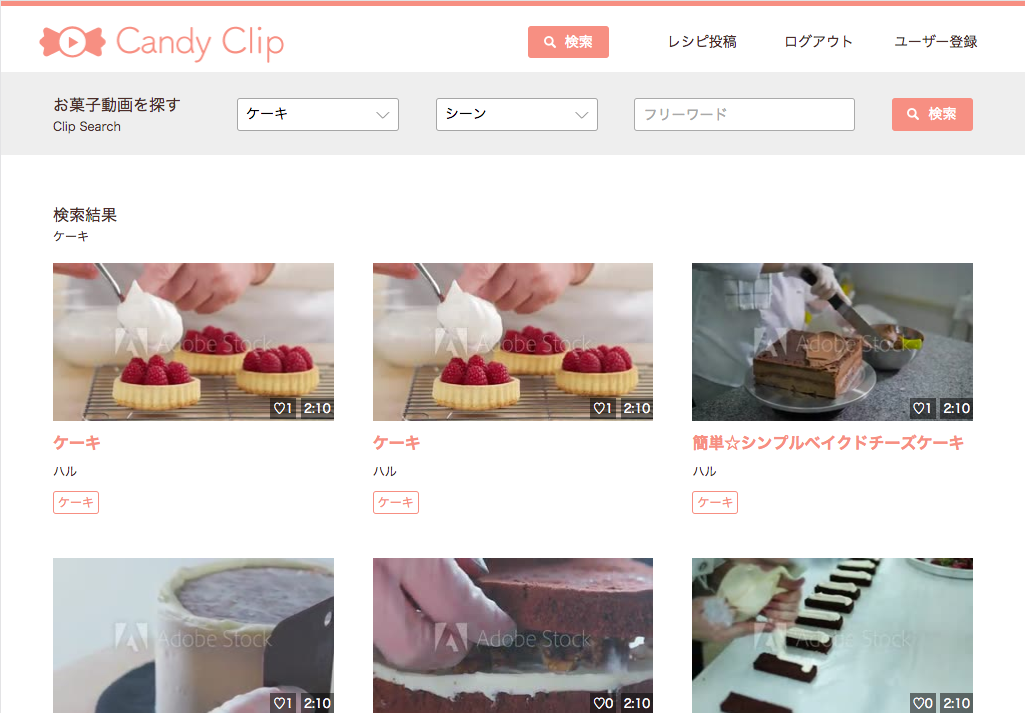 Candy Clip
検索
レシピ投稿
ログアウト
ユーザー登録
お菓子動画を探す
Clip Search
ケーキ
シーン
フリーワード
検索
検索結果
ケーキ
Adobe Stock
♡1 2:10
Adobe Stock
♡1 2:10
Adobe Stock
♡1 2:10
ケーキ
ケーキ
簡単☆シンプルベイクドチーズケーキ
ハル
ハル
ハル
ケーキ
ケーキ
ケーキ
Adobe Stock
♡1 2:10
Adobe Stock
♡0 2:10
Adobe Stock
♡0 2:10